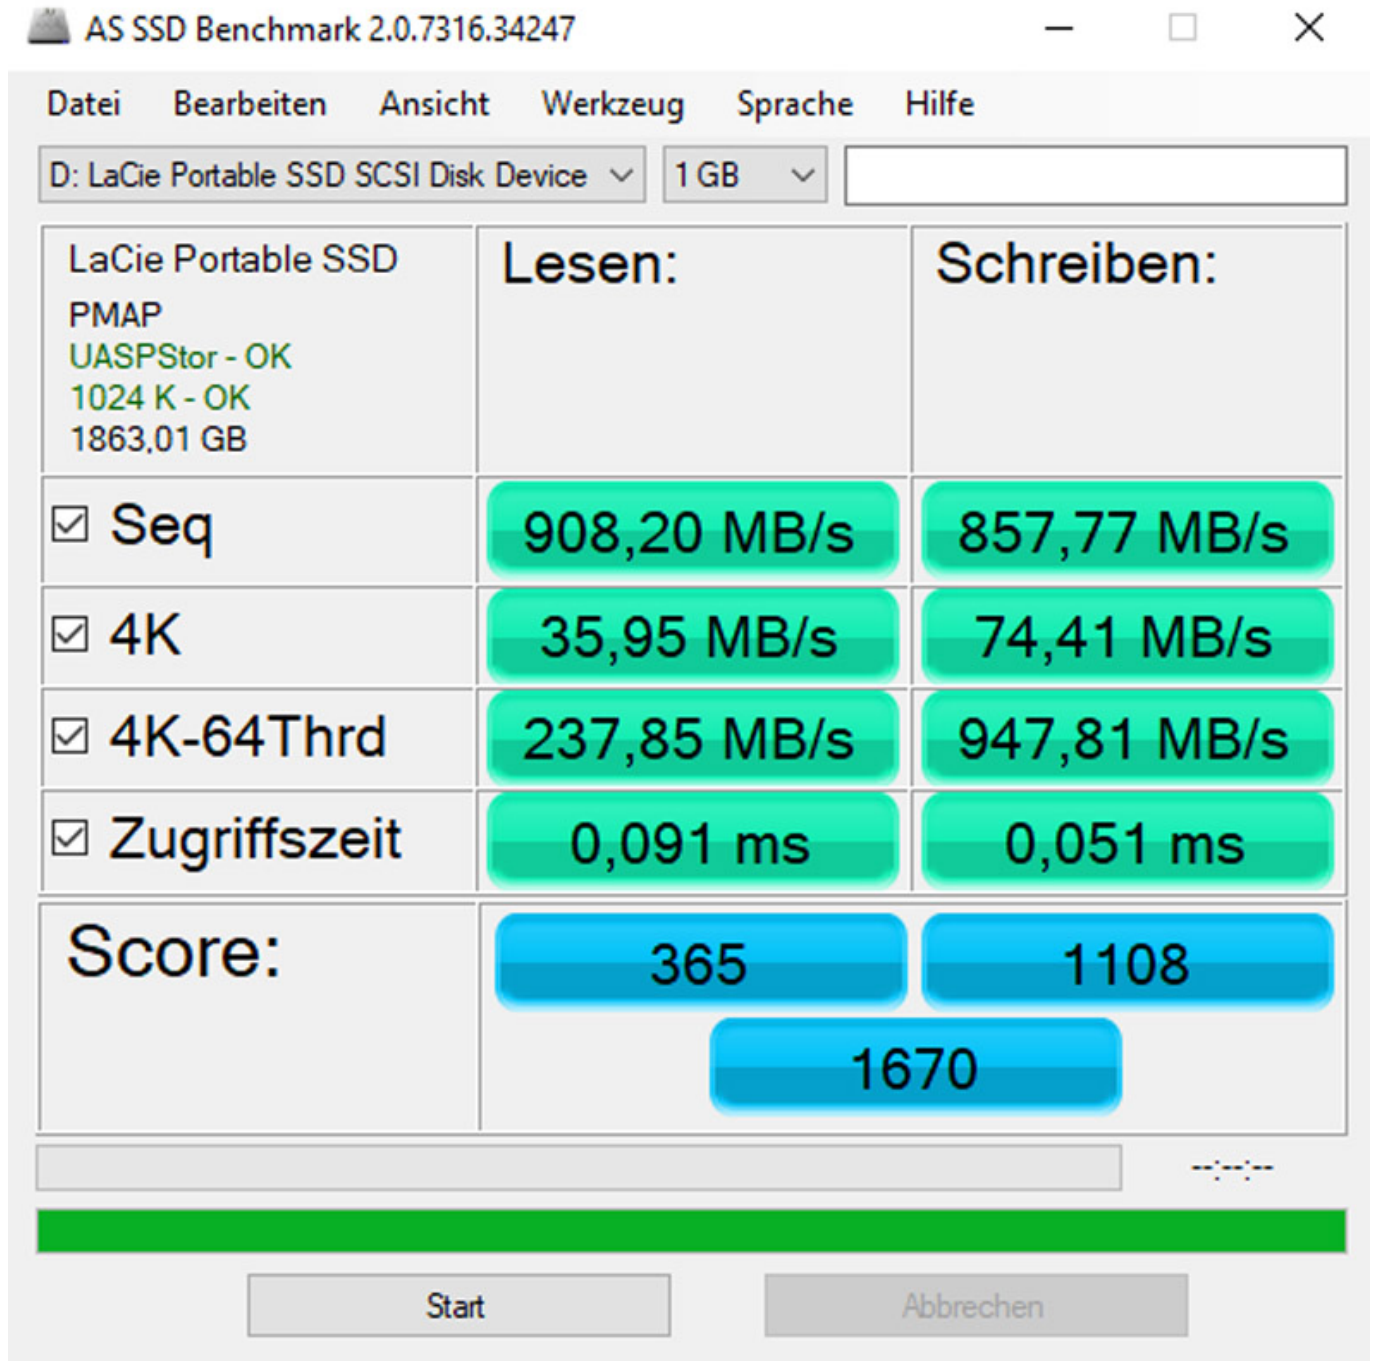 AS SSD Benchmark 2.0.7316.34247
Datei Bearbeiten Ansicht Werkzeug Sprache Hilfe
D: LaCie Portable SSD SCSI Disk Device 1 GB
LaCie Portable SSD
PMAP
UASPStor - OK
1024 K - OK
1863,01 GB
Lesen: Schreiben:
Seq 908,20 MB/s 857,77 MB/s
4K 35,95 MB/s 74,41 MB/s
4K-64Thrd 237,85 MB/s 947,81 MB/s
Zugriffszeit 0,091 ms 0,051 ms
Score: 365 1108
1670
--:--:--
Start Abbrechen